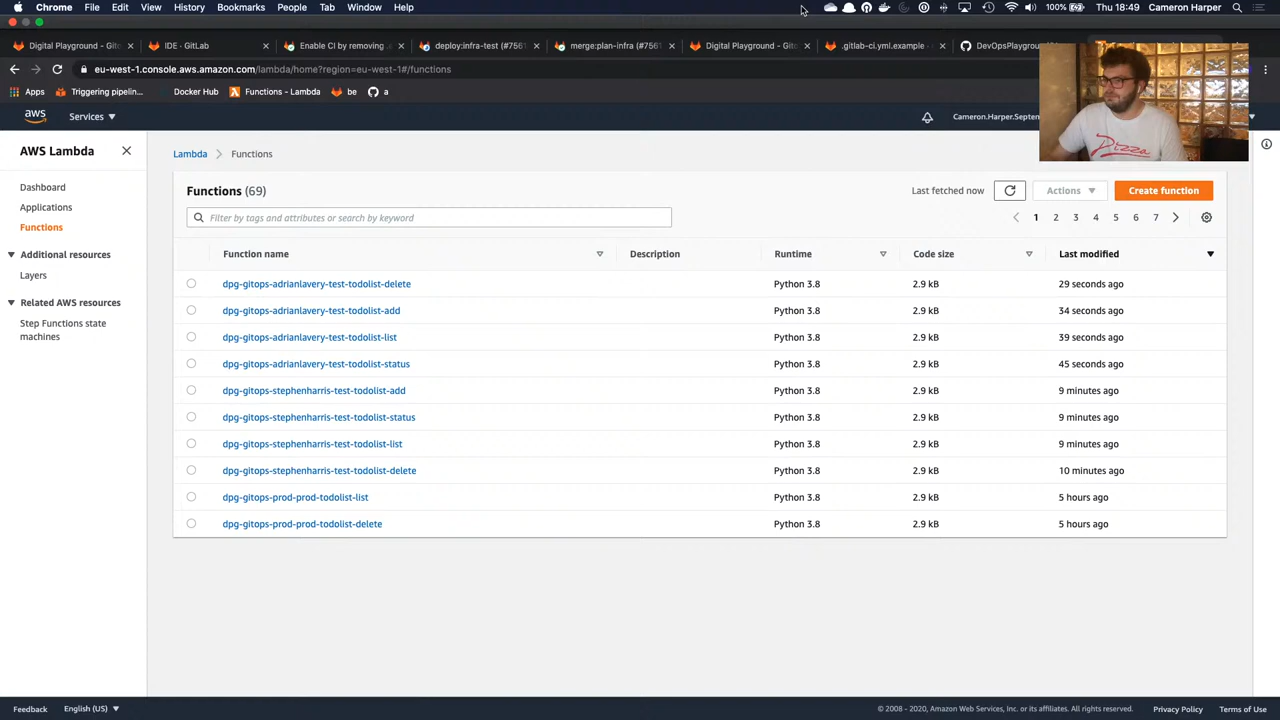 Chrome File Edit View History Bookmarks People Tab Window Help 100% Thu 18:49 Cameron Harper
Digital Playground - Gito IDE · GitLab Enable CI by removing . deploy:infra-test (#7561 merge:plan-infra (#7561 Digital Playground - Gito .gitlab-ci.yml.example · DevOpsPlaygroun
eu-west-1.console.aws.amazon.com/lambda/home?region=eu-west-1#/functions
Apps Triggering pipelin... Docker Hub Functions - Lambda be a
aws Services Cameron.Harper.Septem
AWS Lambda
Dashboard
Applications
Functions
Additional resources
Layers
Related AWS resources
Step Functions state
machines
Lambda > Functions
Functions (69) Last fetched now Actions Create function
Filter by tags and attributes or search by keyword 1 2 3 4 5 6 7
Function name Description Runtime Code size Last modified
dpg-gitops-adrianlavery-test-todolist-delete Python 3.8 2.9 kB 29 seconds ago
dpg-gitops-adrianlavery-test-todolist-add Python 3.8 2.9 kB 34 seconds ago
dpg-gitops-adrianlavery-test-todolist-list Python 3.8 2.9 kB 39 seconds ago
dpg-gitops-adrianlavery-test-todolist-status Python 3.8 2.9 kB 45 seconds ago
dpg-gitops-stephenharris-test-todolist-add Python 3.8 2.9 kB 9 minutes ago
dpg-gitops-stephenharris-test-todolist-status Python 3.8 2.9 kB 9 minutes ago
dpg-gitops-stephenharris-test-todolist-list Python 3.8 2.9 kB 9 minutes ago
dpg-gitops-stephenharris-test-todolist-delete Python 3.8 2.9 kB 10 minutes ago
dpg-gitops-prod-prod-todolist-list Python 3.8 2.9 kB 5 hours ago
dpg-gitops-prod-prod-todolist-delete Python 3.8 2.9 kB 5 hours ago
Pizza
Feedback English (US) © 2008 - 2020, Amazon Web Services, Inc. or its affiliates. All rights reserved. Privacy Policy Terms of Use